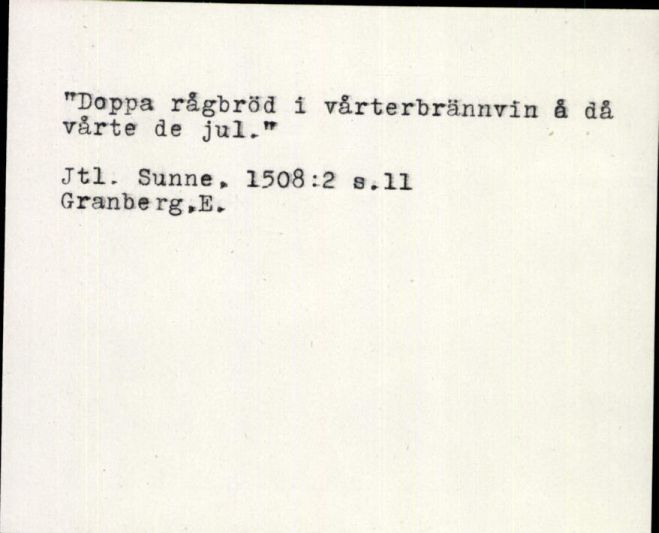 "Doppa rågbröd i vårterbrännvin å då
vårte de jul."
Jtl. Sunne. 1508:2 s.11
Granberg,E.